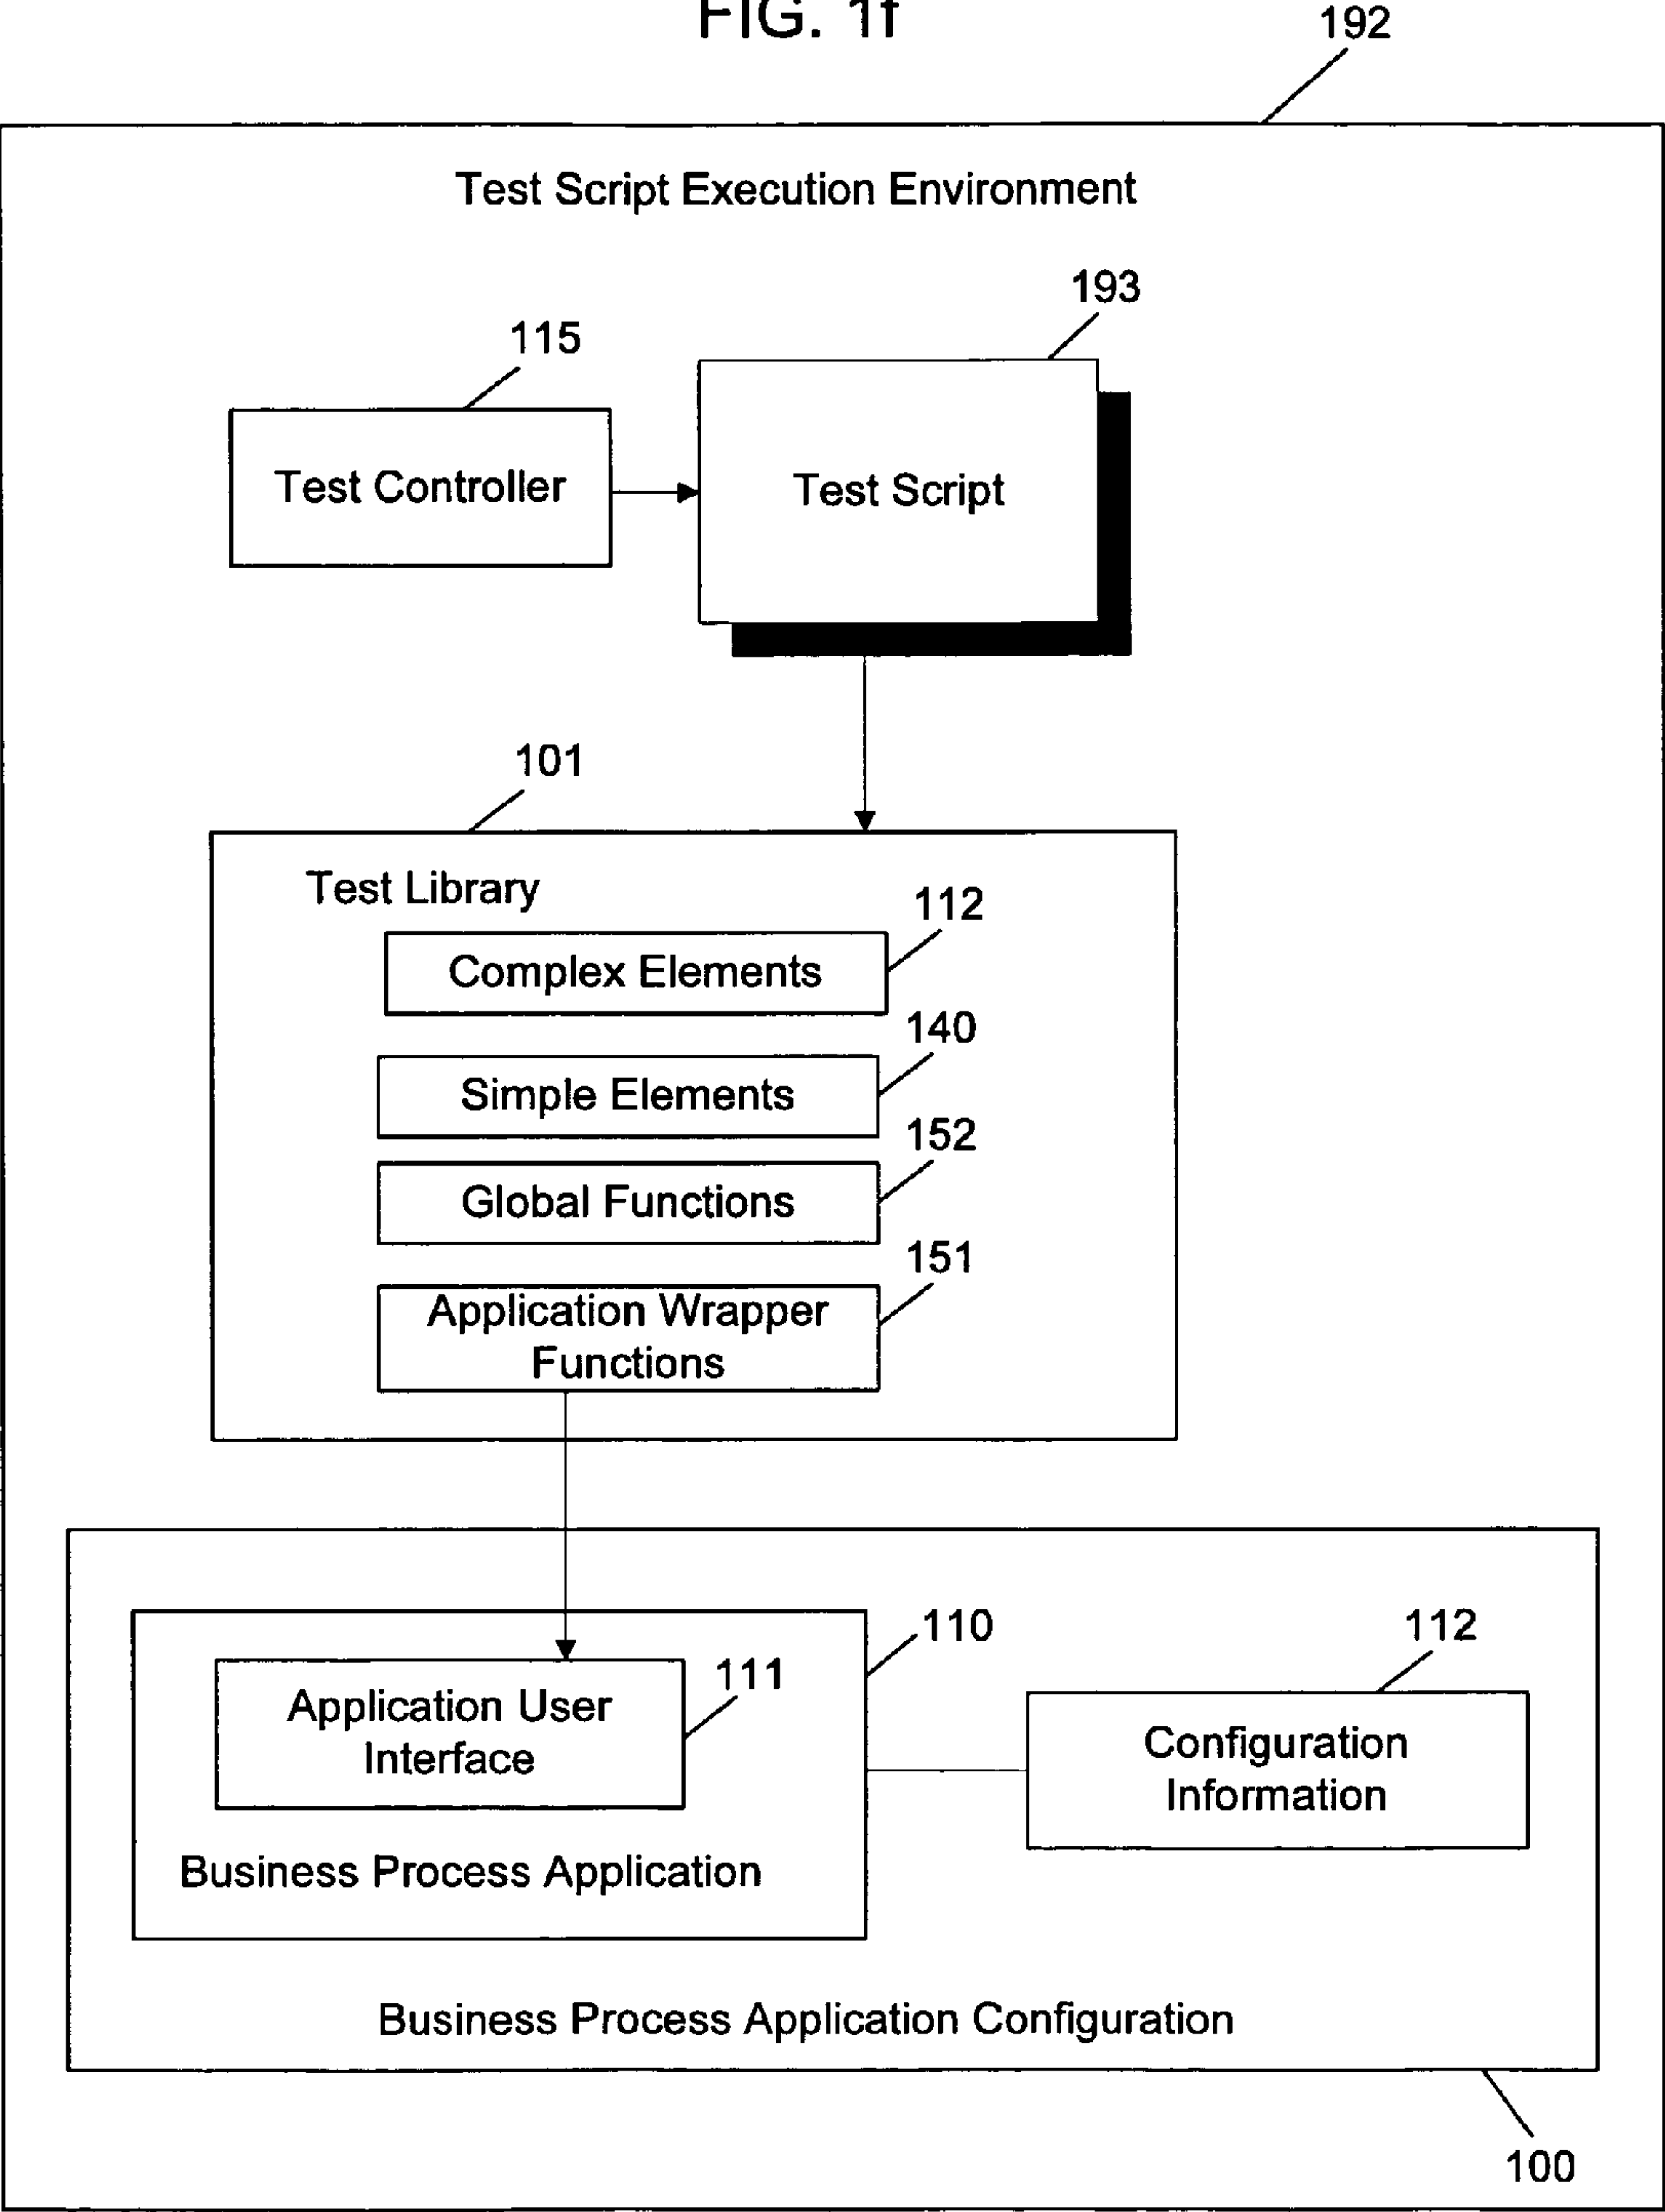 FIG. 1f
192
Test Script Execution Environment
193
115
Test Controller
Test Script
101
Test Library
112
Complex Elements
140
Simple Elements
152
Global Functions
151
Application Wrapper
Functions
110
112
111
Application User
Interface
Configuration
Information
Business Process Application
Business Process Application Configuration
100